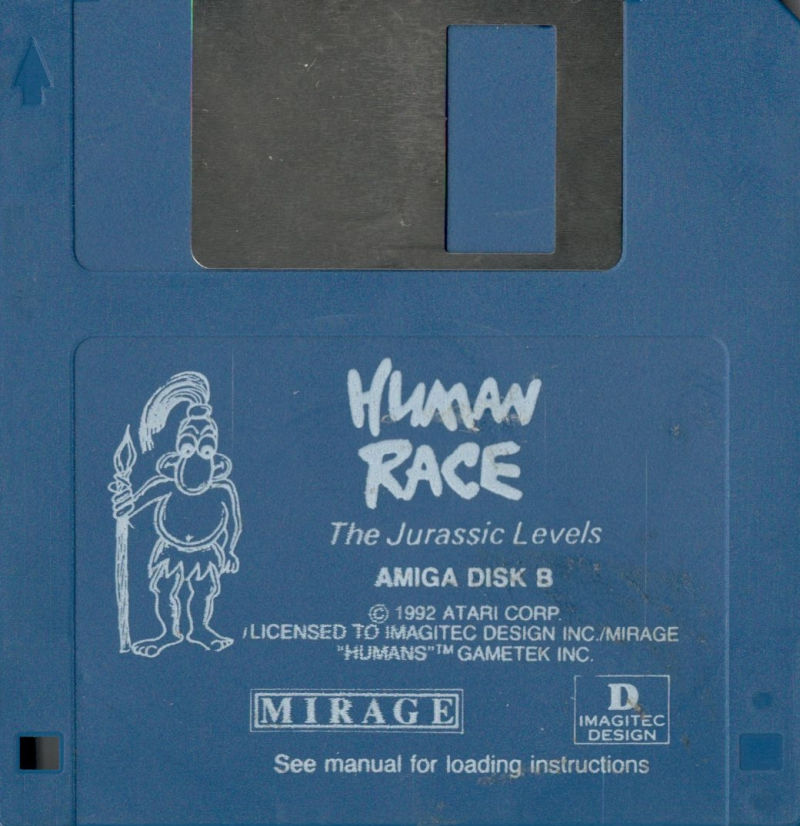 HUMAN
RACE
The Jurassic Levels
AMIGA DISK B
© 1992 ATARI CORP.
/LICENSED TO IMAGITEC DESIGN INC./MIRAGE
"HUMANS"™ GAMETEK INC.
MIRAGE
D
IMAGITEC
DESIGN
See manual for loading instructions